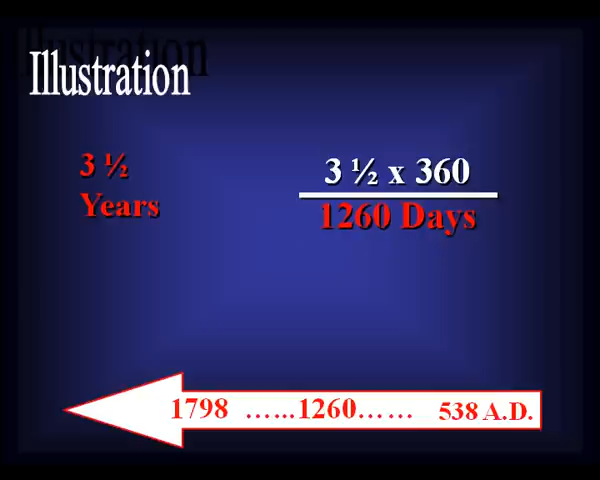 Illustration
3 ½
Years
3 ½ x 360
1260 Days
1798 ......1260...... 538 A.D.